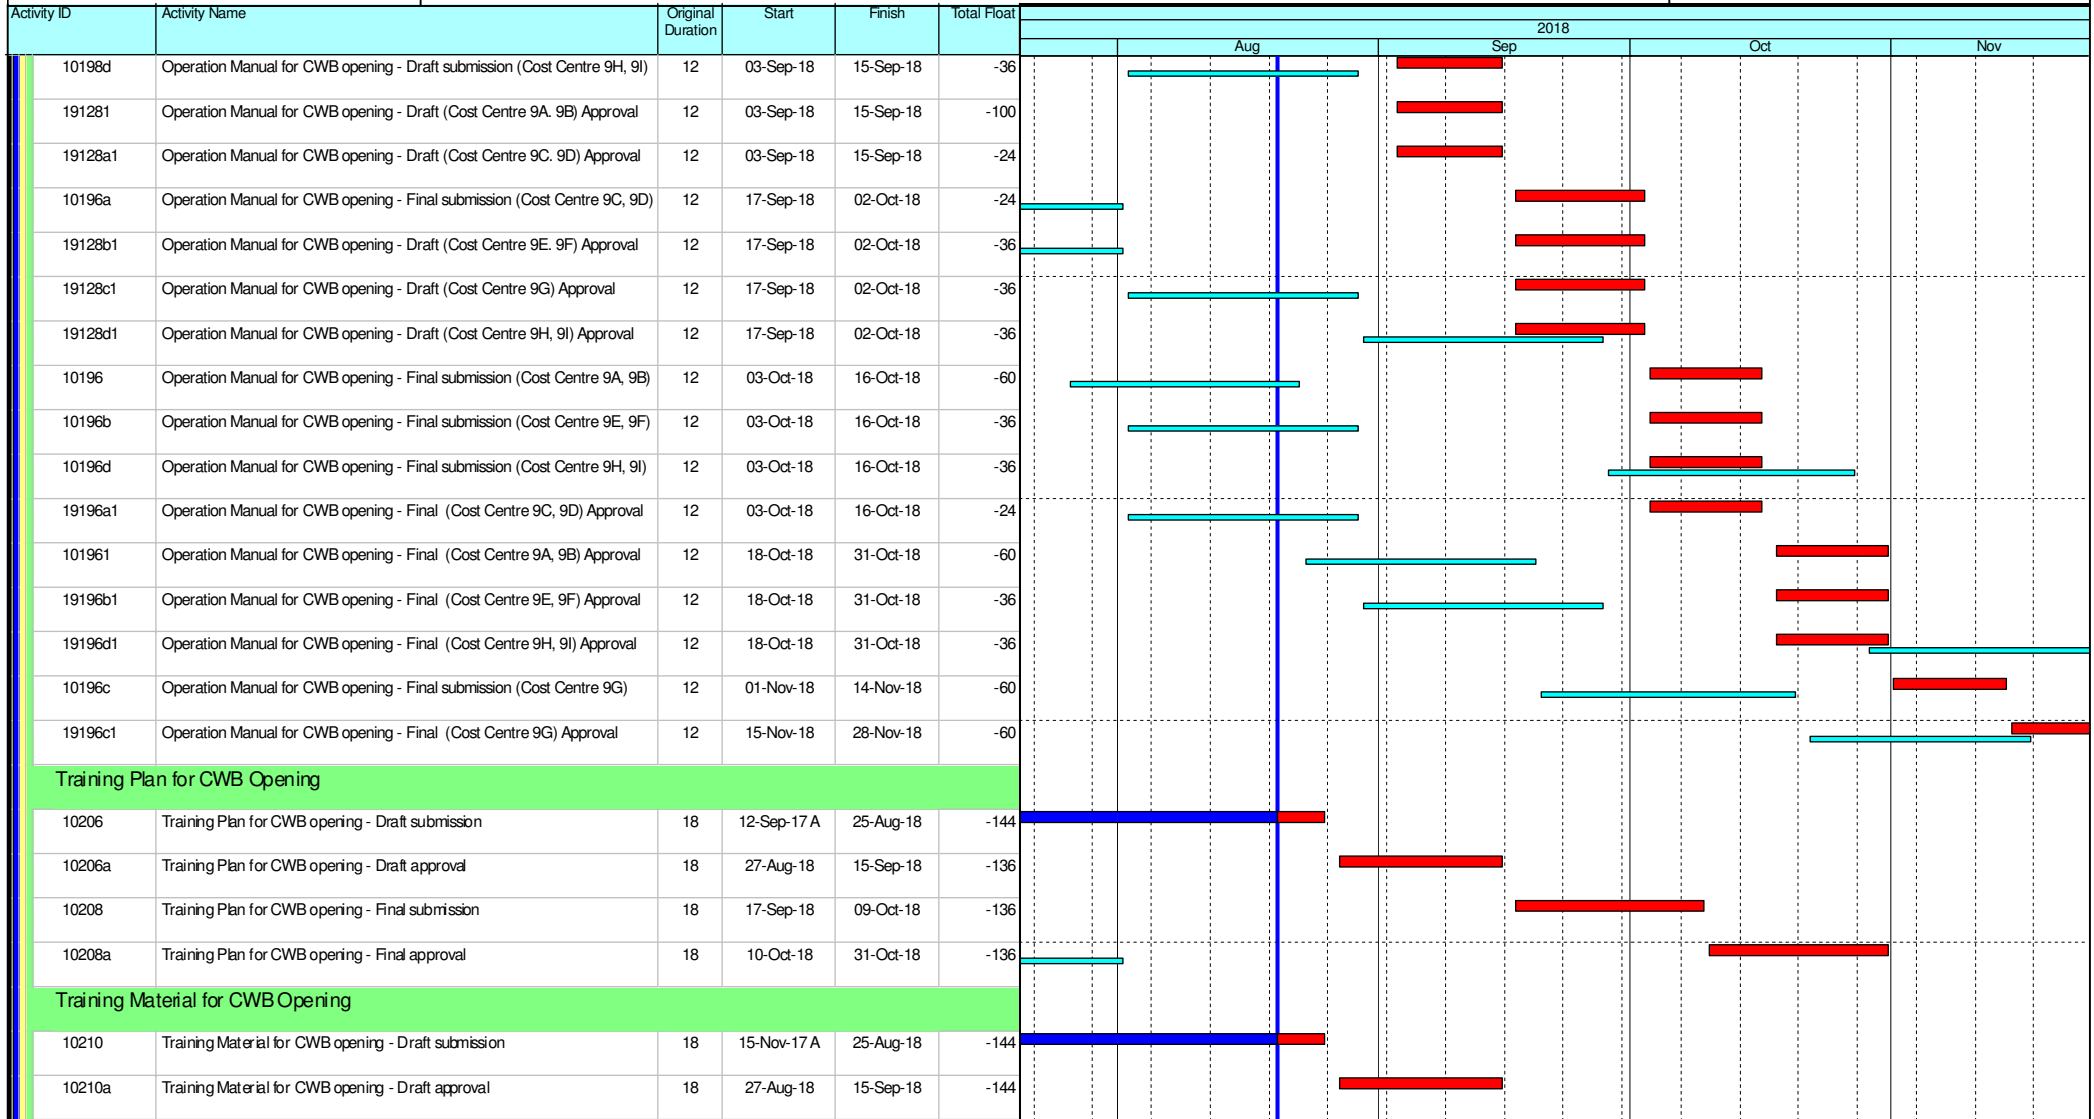 Activity ID Activity Name Original Duration Start Finish Total Float
2018
Aug Sep Oct Nov
10198d Operation Manual for CWB opening - Draft submission (Cost Centre 9H, 9I) 12 03-Sep-18 15-Sep-18 -36
191281 Operation Manual for CWB opening - Draft (Cost Centre 9A. 9B) Approval 12 03-Sep-18 15-Sep-18 -100
19128a1 Operation Manual for CWB opening - Draft (Cost Centre 9C. 9D) Approval 12 03-Sep-18 15-Sep-18 -24
10196a Operation Manual for CWB opening - Final submission (Cost Centre 9C, 9D) 12 17-Sep-18 02-Oct-18 -24
19128b1 Operation Manual for CWB opening - Draft (Cost Centre 9E. 9F) Approval 12 17-Sep-18 02-Oct-18 -36
19128c1 Operation Manual for CWB opening - Draft (Cost Centre 9G) Approval 12 17-Sep-18 02-Oct-18 -36
19128d1 Operation Manual for CWB opening - Draft (Cost Centre 9H, 9I) Approval 12 17-Sep-18 02-Oct-18 -36
10196 Operation Manual for CWB opening - Final submission (Cost Centre 9A, 9B) 12 03-Oct-18 16-Oct-18 -60
10196b Operation Manual for CWB opening - Final submission (Cost Centre 9E, 9F) 12 03-Oct-18 16-Oct-18 -36
10196d Operation Manual for CWB opening - Final submission (Cost Centre 9H, 9I) 12 03-Oct-18 16-Oct-18 -36
19196a1 Operation Manual for CWB opening - Final (Cost Centre 9C, 9D) Approval 12 03-Oct-18 16-Oct-18 -24
101961 Operation Manual for CWB opening - Final (Cost Centre 9A, 9B) Approval 12 18-Oct-18 31-Oct-18 -60
19196b1 Operation Manual for CWB opening - Final (Cost Centre 9E, 9F) Approval 12 18-Oct-18 31-Oct-18 -36
19196d1 Operation Manual for CWB opening - Final (Cost Centre 9H, 9I) Approval 12 18-Oct-18 31-Oct-18 -36
10196c Operation Manual for CWB opening - Final submission (Cost Centre 9G) 12 01-Nov-18 14-Nov-18 -60
19196c1 Operation Manual for CWB opening - Final (Cost Centre 9G) Approval 12 15-Nov-18 28-Nov-18 -60
Training Plan for CWB Opening
10206 Training Plan for CWB opening - Draft submission 18 12-Sep-17 A 25-Aug-18 -144
10206a Training Plan for CWB opening - Draft approval 18 27-Aug-18 15-Sep-18 -136
10208 Training Plan for CWB opening - Final submission 18 17-Sep-18 09-Oct-18 -136
10208a Training Plan for CWB opening - Final approval 18 10-Oct-18 31-Oct-18 -136
Training Material for CWB Opening
10210 Training Material for CWB opening - Draft submission 18 15-Nov-17 A 25-Aug-18 -144
10210a Training Material for CWB opening - Draft approval 18 27-Aug-18 15-Sep-18 -144